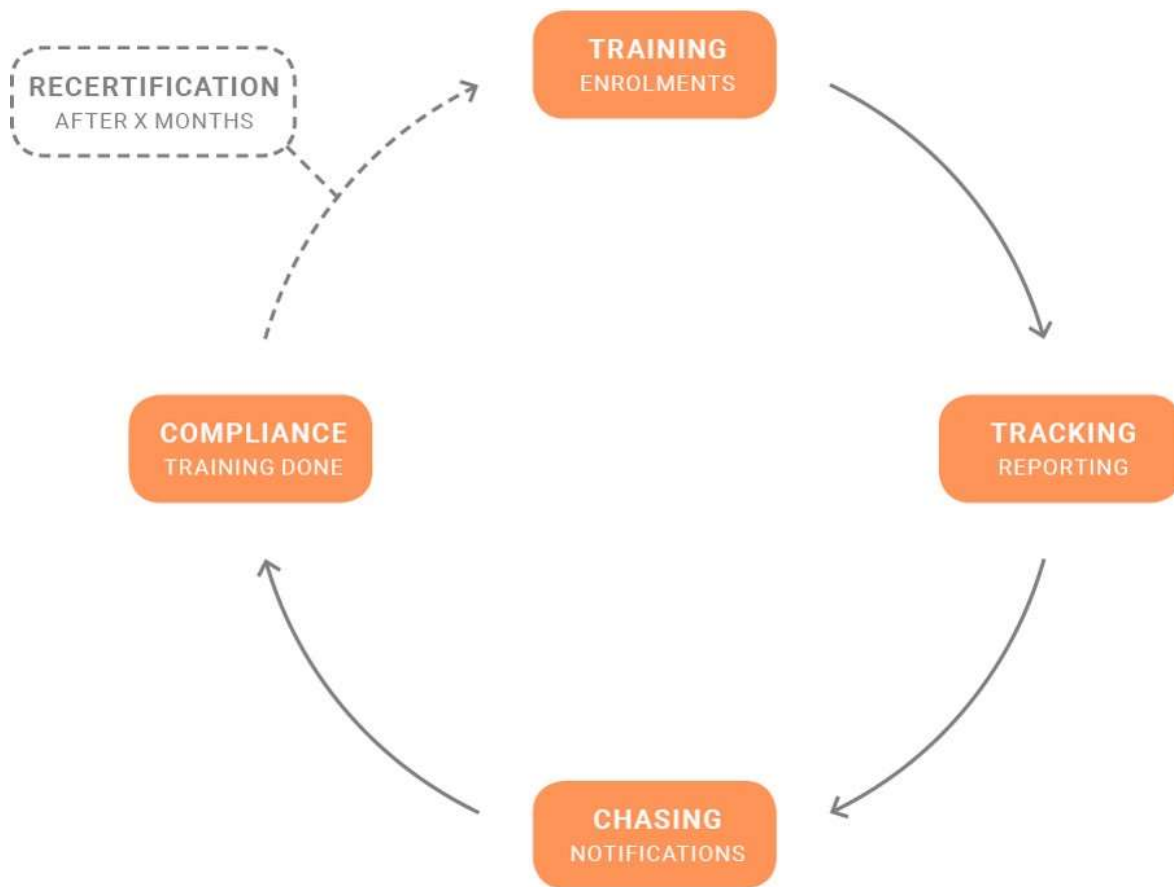 TRAINING
ENROLMENTS
RECERTIFICATION
AFTER X MONTHS
COMPLIANCE
TRAINING DONE
TRACKING
REPORTING
CHASING
NOTIFICATIONS